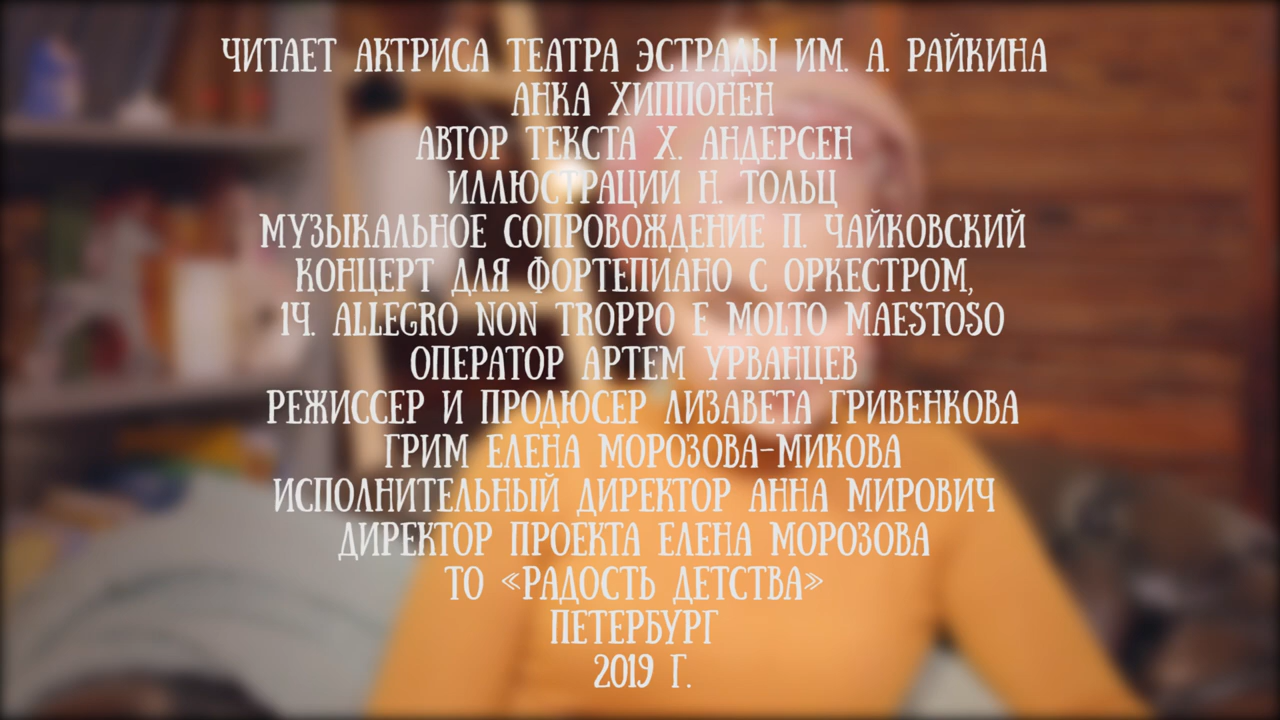 ЧИТАЕТ АКТРИСА ТЕАТРА ЭСТРАДЫ ИМ. А. РАЙКИНА
АНКА ХИППОНЕН
АВТОР ТЕКСТА Х. АНДЕРСЕН
ИЛЛЮСТРАЦИИ Н. ТОЛЬЦ
МУЗЫКАЛЬНОЕ СОПРОВОЖДЕНИЕ П. ЧАЙКОВСКИЙ
КОНЦЕРТ ДЛЯ ФОРТЕПИАНО С ОРКЕСТРОМ,
1Ч. ALLEGRO NON TROPPO E MOLTO MAESTOSO
ОПЕРАТОР АРТЕМ УРВАНЦЕВ
РЕЖИССЕР И ПРОДЮСЕР ЛИЗАВЕТА ГРИВЕНКОВА
ГРИМ ЕЛЕНА МОРОЗОВА-МИКОВА
ИСПОЛНИТЕЛЬНЫЙ ДИРЕКТОР АННА МИРОВИЧ
ДИРЕКТОР ПРОЕКТА ЕЛЕНА МОРОЗОВА
ТО «РАДОСТЬ ДЕТСТВА»
ПЕТЕРБУРГ
2019 Г.